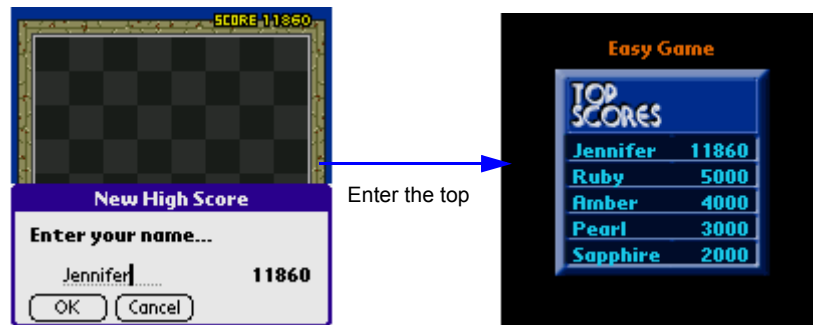 SCORE 11860
New High Score
Enter your name...
Jennifer 11860
OK Cancel
Enter the top
Easy Game
TOP
SCORES
Jennifer 11860
Ruby 5000
Amber 4000
Pearl 3000
Sapphire 2000